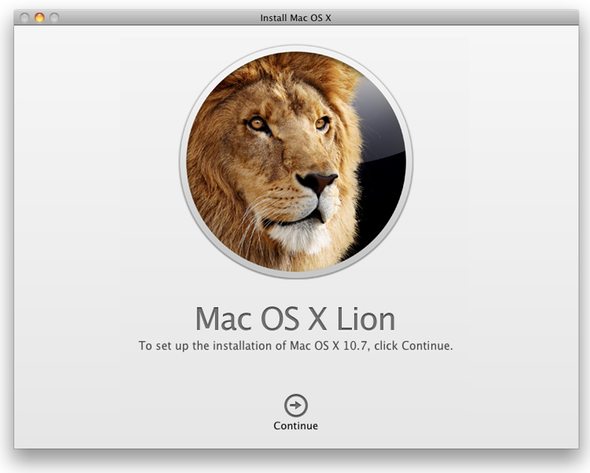 Install Mac OS X
Mac OS X Lion
To set up the installation of Mac OS X 10.7, click Continue.
Continue